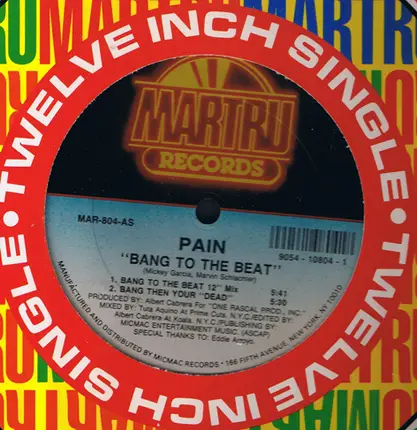 MARTRU
TWELVE INCH SINGLE • TWELVE INCH SINGLE •
MARTRU
RECORDS
MAR-804-AS
PAIN
"BANG TO THE BEAT"
(Mickey Garcia, Marvin Schlachter)
9054 - 10804 - 1
1. BANG TO THE BEAT 12" Mix 5:41
2. BANG THEN YOUR "DEAD" 5:30
PRODUCED BY: Albert Cabrera For "ONE RASCAL PROD., INC."
MIXED BY: Tuta Aquino At Prime Cuts, N.Y.C./EDITED BY:
Albert Cabrera At Koala, N.Y.C./PUBLISHED BY:
MICMAC ENTERTAINMENT MUSIC (ASCAP)
SPECIAL THANKS TO: Eddie Arroyo
MANUFACTURED AND DISTRIBUTED BY MICMAC RECORDS • 166 FIFTH AVENUE, NEW YORK, NY 10010